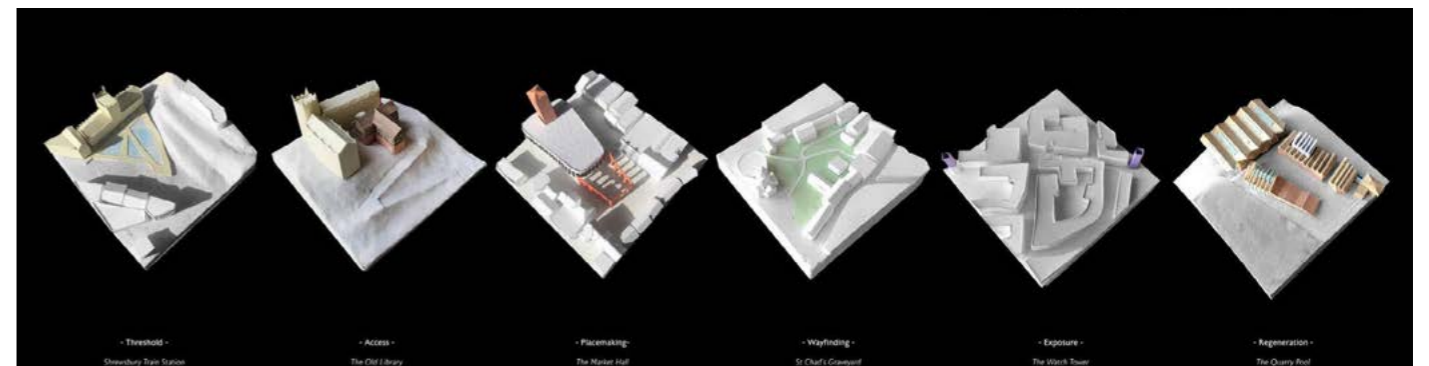 - Threshold -
Shrewsbury Train Station
- Access -
The Old Library
- Placemaking-
The Market Hall
- Wayfinding -
St Chad's Graveyard
- Exposure -
The Watch Tower
- Regeneration -
The Quarry Pool